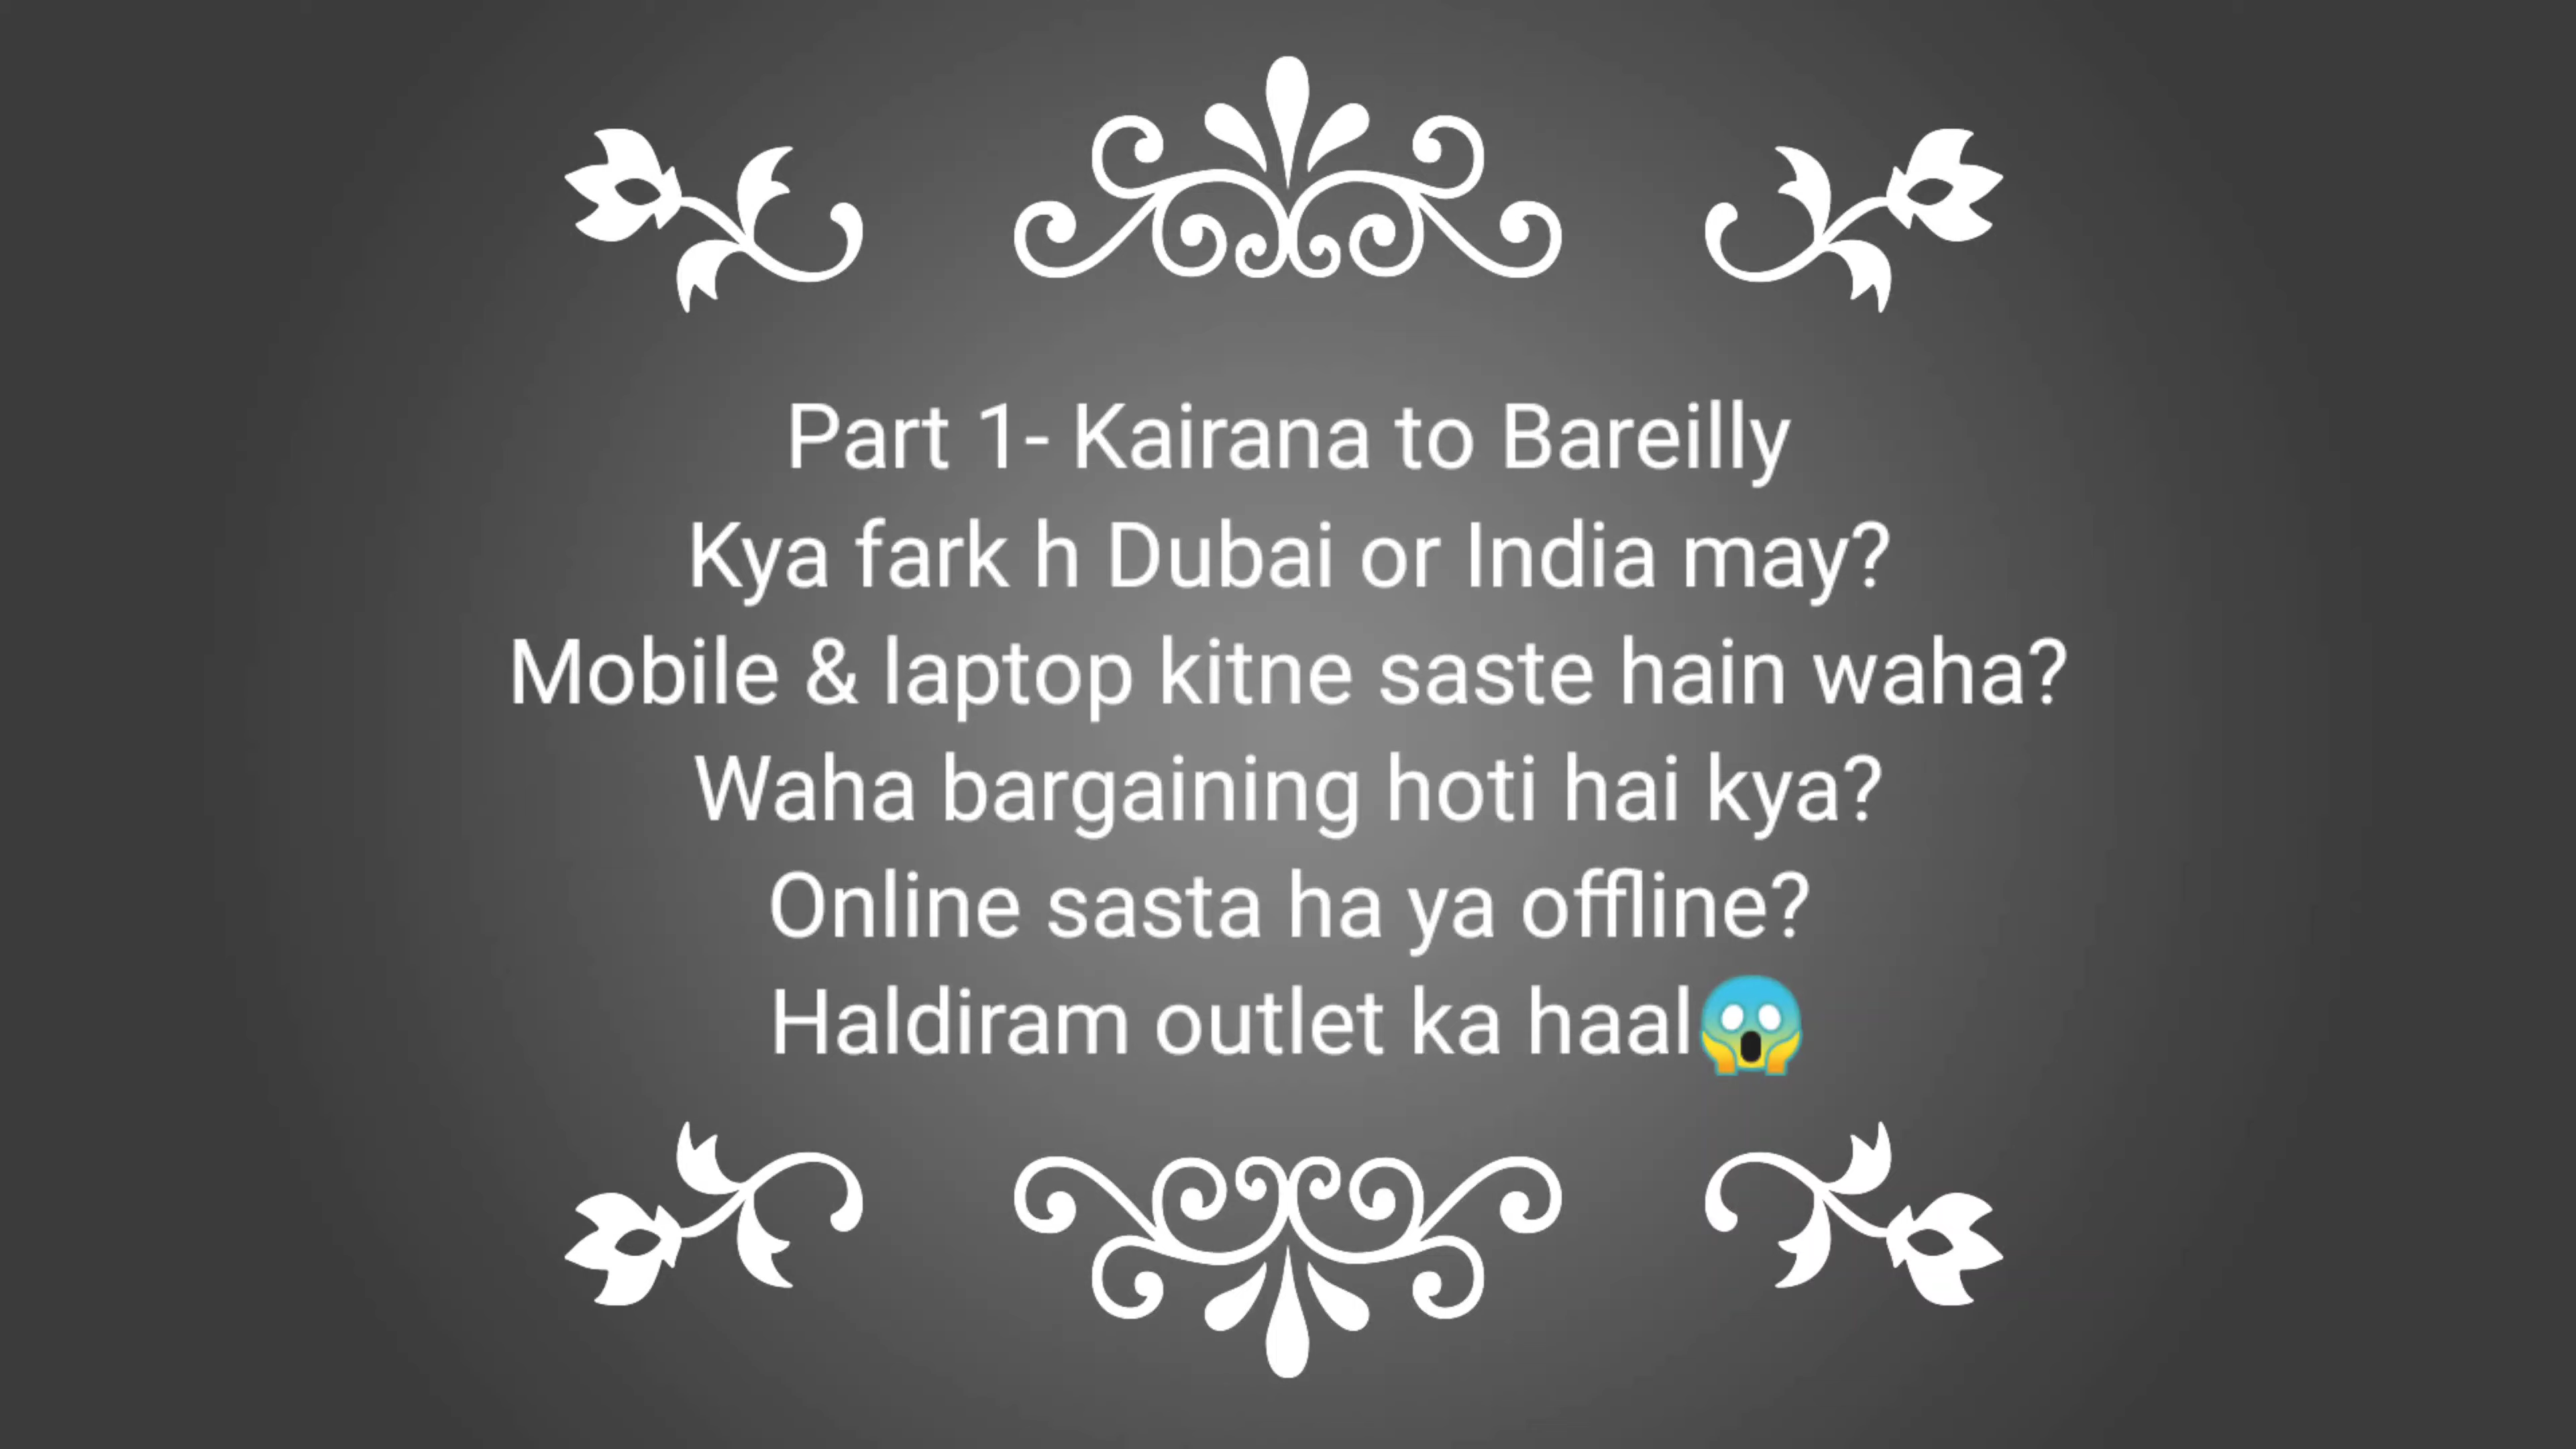 Part 1- Kairana to Bareilly
Kya fark h Dubai or India may?
Mobile & laptop kitne saste hain waha?
Waha bargaining hoti hai kya?
Online sasta ha ya offline?
Haldiram outlet ka haal😱